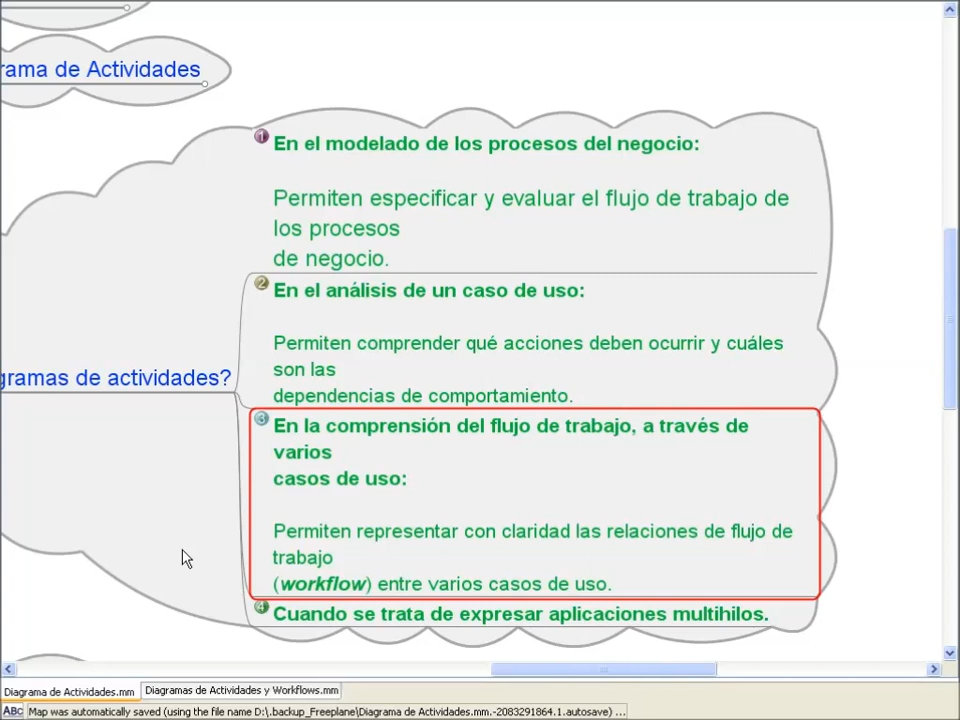 rama de Actividades
1 En el modelado de los procesos del negocio:
Permiten especificar y evaluar el flujo de trabajo de
los procesos
de negocio.
2 En el análisis de un caso de uso:
Permiten comprender qué acciones deben ocurrir y cuáles
son las
dependencias de comportamiento.
gramas de actividades?
3 En la comprensión del flujo de trabajo, a través de
varios
casos de uso:
Permiten representar con claridad las relaciones de flujo de
trabajo
(workflow) entre varios casos de uso.
4 Cuando se trata de expresar aplicaciones multihilos.
Diagrama de Actividades.mm
Diagramas de Actividades y Workflows.mm
ABC Map was automatically saved (using the file name D:\.backup_Freeplane\Diagrama de Actividades.mm.-2083291864.1.autosave) ...